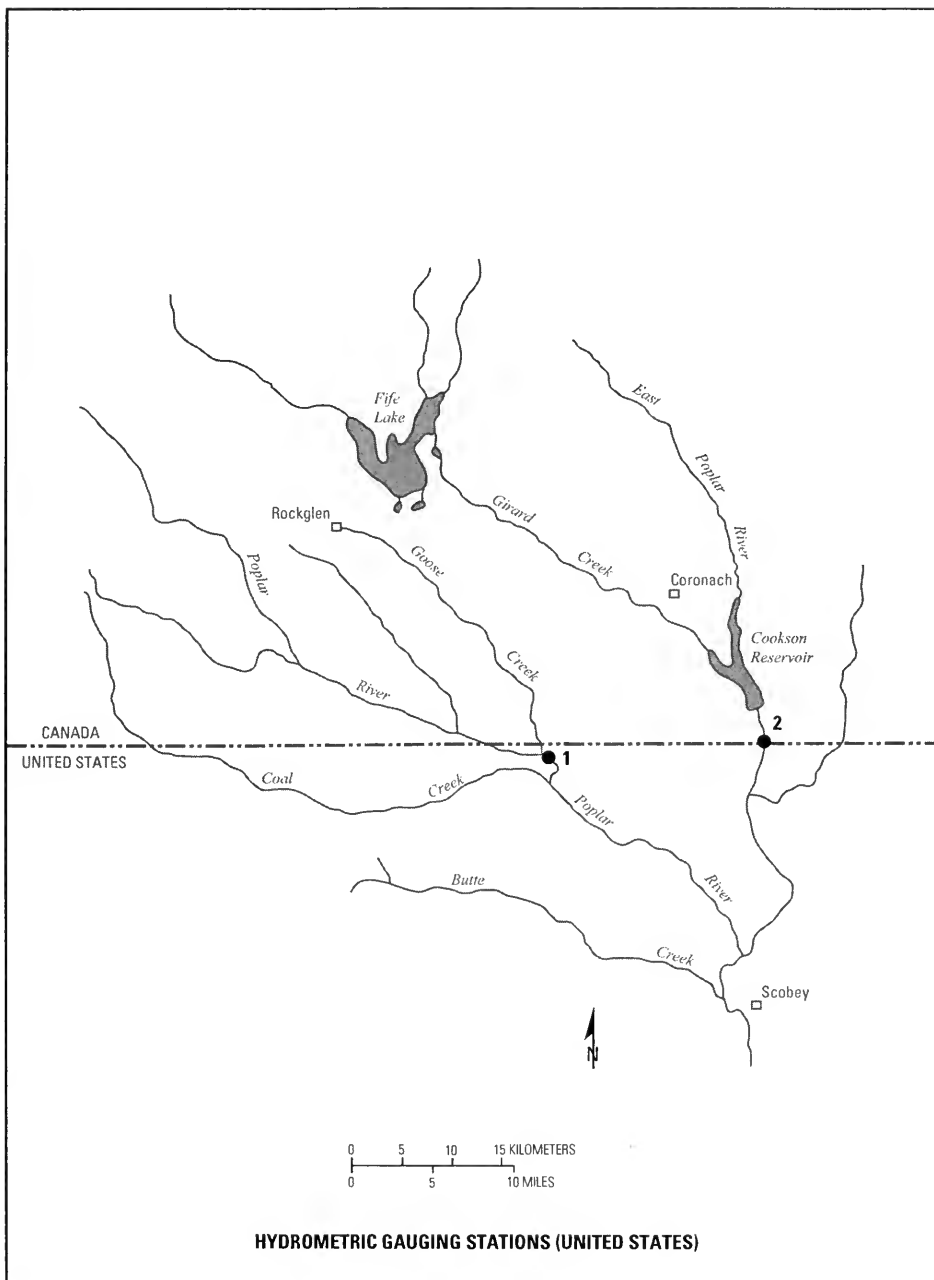 Fife
Lake
East
Poplar
River
Rockglen
Girard
Creek
Goose
Creek
Coronach
Cookson
Reservoir
Poplar
River
CANADA
UNITED STATES
1
2
Coal
Creek
Poplar
River
Butte
Creek
Scobey
N
0 5 10 15 KILOMETERS
0 5 10 MILES
HYDROMETRIC GAUGING STATIONS (UNITED STATES)